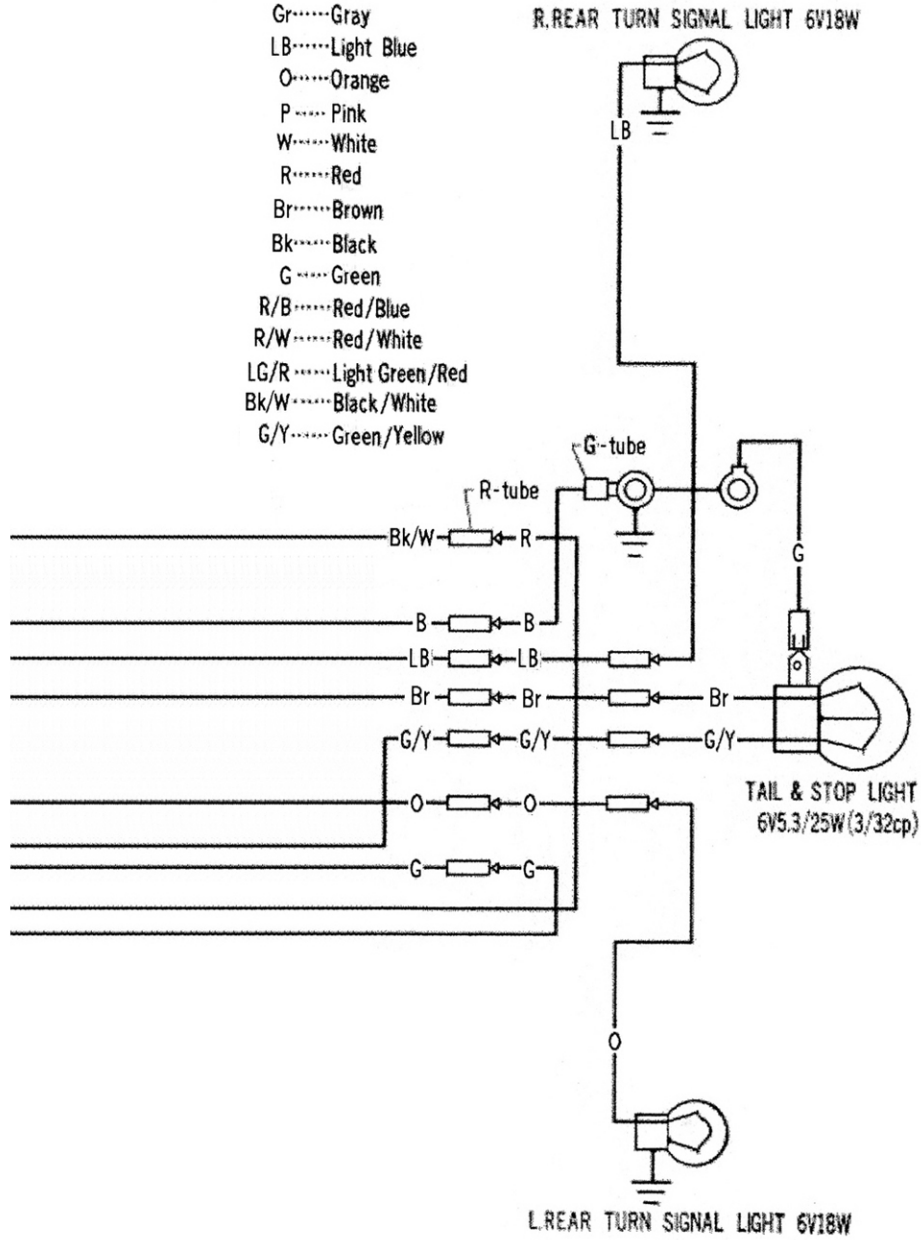 Gr······Gray
LB······Light Blue
O······Orange
P······Pink
W······White
R······Red
Br······Brown
Bk······Black
G······Green
R/B······Red/Blue
R/W······Red/White
LG/R······Light Green/Red
Bk/W······Black/White
G/Y······Green/Yellow
R.REAR TURN SIGNAL LIGHT 6V18W
LB
G-tube
R-tube
Bk/W R
G
B B
LB LB
Br Br Br
G/Y G/Y G/Y
TAIL & STOP LIGHT
6V5.3/25W(3/32cp)
O O
G G
O
L.REAR TURN SIGNAL LIGHT 6V18W